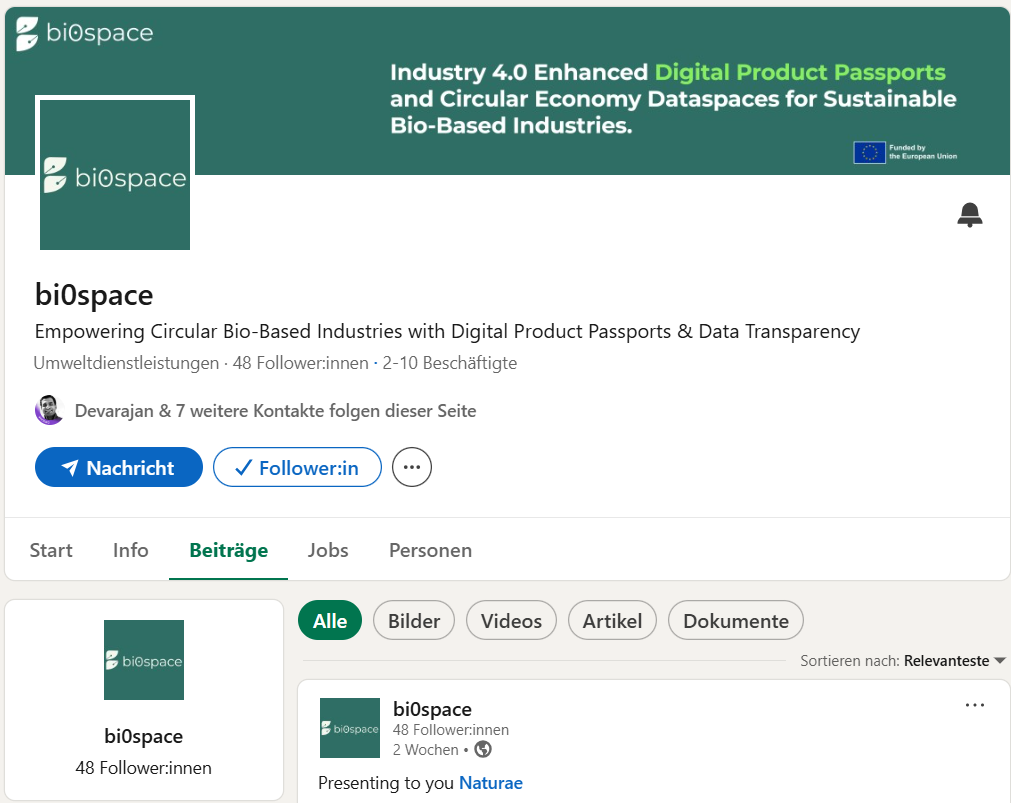 bi0space
Industry 4.0 Enhanced Digital Product Passports
and Circular Economy Dataspaces for Sustainable
Bio-Based Industries.
Funded by
the European Union
bi0space
bi0space
Empowering Circular Bio-Based Industries with Digital Product Passports & Data Transparency
Umweltdienstleistungen · 48 Follower:innen · 2-10 Beschäftigte
Devarajan & 7 weitere Kontakte folgen dieser Seite
Nachricht
Follower:in
Start
Info
Beiträge
Jobs
Personen
bi0space
bi0space
48 Follower:innen
Alle
Bilder
Videos
Artikel
Dokumente
Sortieren nach: Relevanteste
bi0space
bi0space
48 Follower:innen
2 Wochen •
Presenting to you Naturae